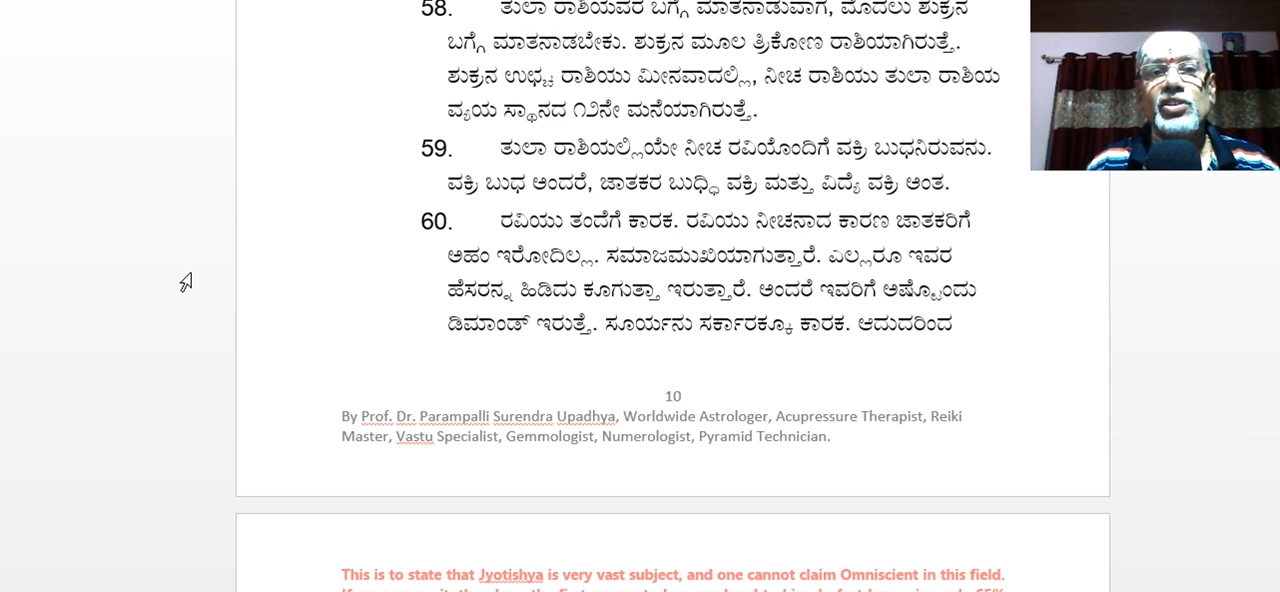 58. ತುಲಾ ರಾಶಿಯವರ ಬಗ್ಗೆ ಮಾತನಾಡುವಾಗ, ಮೊದಲು ಶುಕ್ರನ
ಬಗ್ಗೆ ಮಾತನಾಡಬೇಕು. ಶುಕ್ರನ ಮೂಲ ತ್ರಿಕೋಣ ರಾಶಿಯಾಗಿರುತ್ತೆ.
ಶುಕ್ರನ ಉಛ್ಚ ರಾಶಿಯು ಮೀನವಾದಲ್ಲಿ, ನೀಚ ರಾಶಿಯು ತುಲಾ ರಾಶಿಯ
ವ್ಯಯ ಸ್ಥಾನದ ೧೨ನೇ ಮನೆಯಾಗಿರುತ್ತೆ.
59. ತುಲಾ ರಾಶಿಯಲ್ಲಿಯೇ ನೀಚ ರವಿಯೊಂದಿಗೆ ವಕ್ರಿ ಬುಧನಿರುವನು.
ವಕ್ರಿ ಬುಧ ಅಂದರೆ, ಜಾತಕರ ಬುಧ್ಧಿ ವಕ್ರಿ ಮತ್ತು ವಿದ್ಯೆ ವಕ್ರಿ ಅಂತ.
60. ರವಿಯು ತಂದೆಗೆ ಕಾರಕ. ರವಿಯು ನೀಚನಾದ ಕಾರಣ ಜಾತಕರಿಗೆ
ಅಹಂ ಇರೋದಿಲ್ಲ. ಸಮಾಜಮುಖಿಯಾಗುತ್ತಾರೆ. ಎಲ್ಲರೂ ಇವರ
ಹೆಸರನ್ನ ಹಿಡಿದು ಕೂಗುತ್ತಾ ಇರುತ್ತಾರೆ. ಅಂದರೆ ಇವರಿಗೆ ಅಷ್ಟೊಂದು
ಡಿಮಾಂಡ್ ಇರುತ್ತೆ. ಸೂರ್ಯನು ಸರ್ಕಾರಕ್ಕೂ ಕಾರಕ. ಆದುದರಿಂದ
10
By Prof. Dr. Parampalli Surendra Upadhya, Worldwide Astrologer, Acupressure Therapist, Reiki
Master, Vastu Specialist, Gemmologist, Numerologist, Pyramid Technician.
This is to state that Jyotishya is very vast subject, and one cannot claim Omniscient in this field.